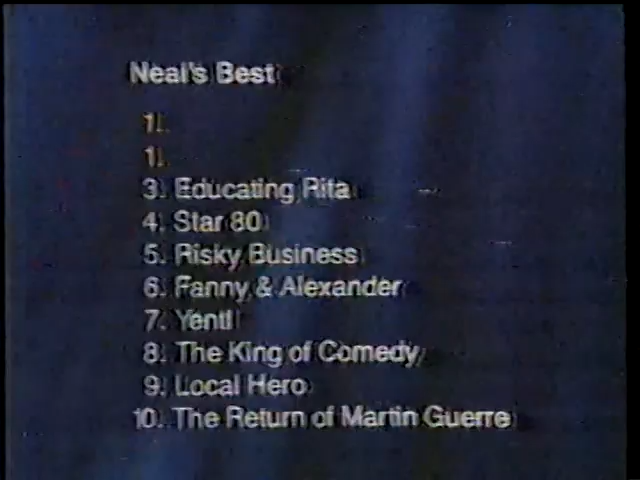 Neal's Best
1.
1.
3. Educating Rita
4. Star 80
5. Risky Business
6. Fanny & Alexander
7. Yentl
8. The King of Comedy
9. Local Hero
10. The Return of Martin Guerre